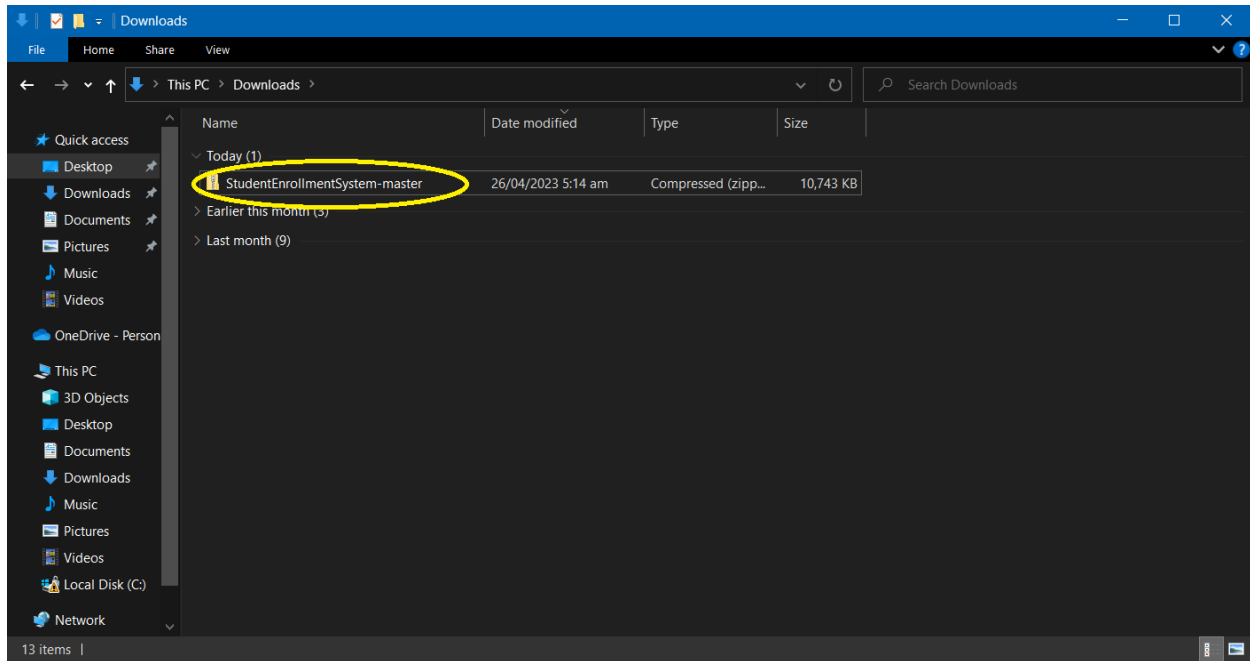 Downloads
File Home Share View
This PC > Downloads >
Search Downloads
Name Date modified Type Size
Quick access
Desktop
Downloads
Documents
Pictures
Music
Videos
OneDrive - Person
This PC
3D Objects
Desktop
Documents
Downloads
Music
Pictures
Videos
Local Disk (C:)
Network
Today (1)
StudentEnrollmentSystem-master 26/04/2023 5:14 am Compressed (zipp... 10,743 KB
Earlier this month (3)
Last month (9)
13 items